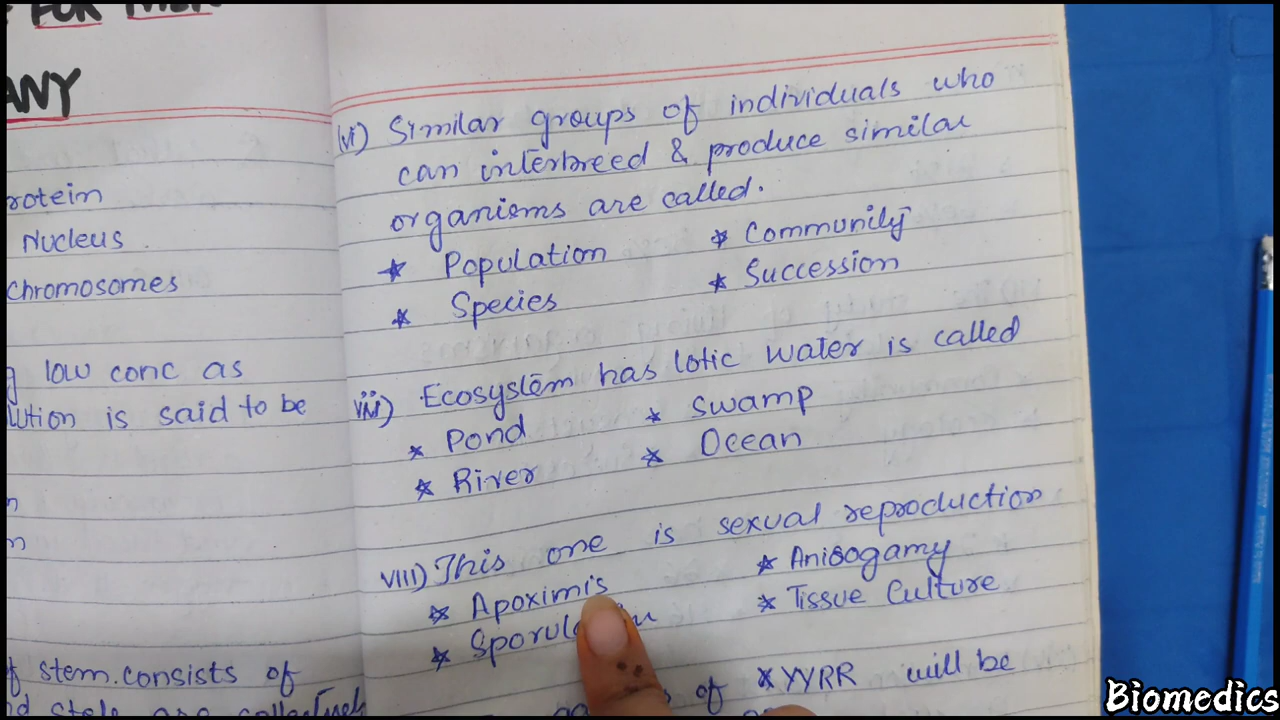 FOR THEM
ANY
rotein
Nucleus
chromosomes
low conc as
ution is said to be
stem consists of
(vi) Similar groups of individuals who
can interbreed & produce similar
organisms are called.
* Population * Community
* Species * Succession
vii) Ecosystem has lotic water is called
* Pond * Swamp
* River * Ocean
viii) This one is sexual reproduction
* Apoximis * Anisogamy
* Tissue Culture
of * YYRR will be
Biomedics